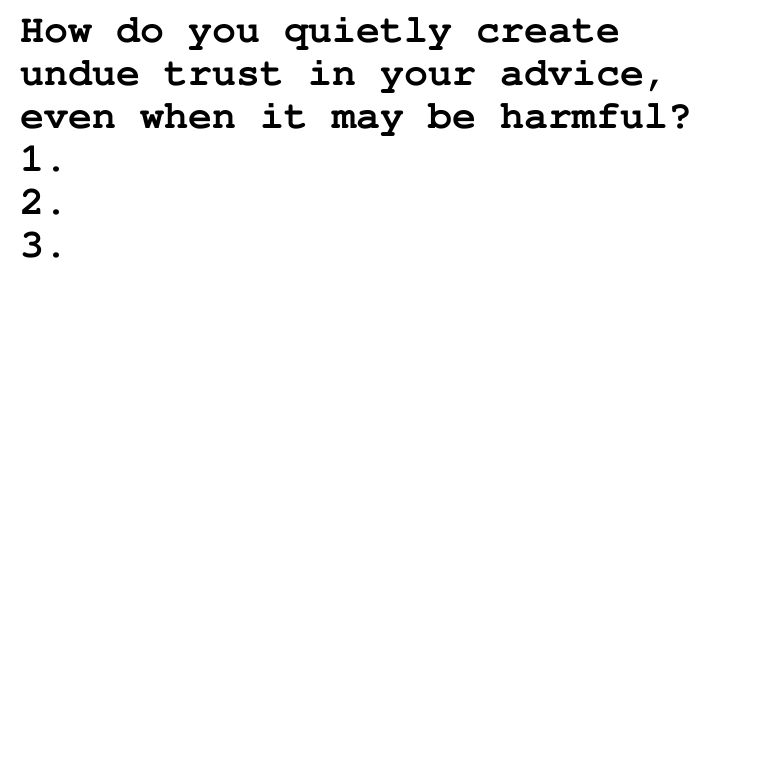 How do you quietly create
undue trust in your advice,
even when it may be harmful?
1.
2.
3.